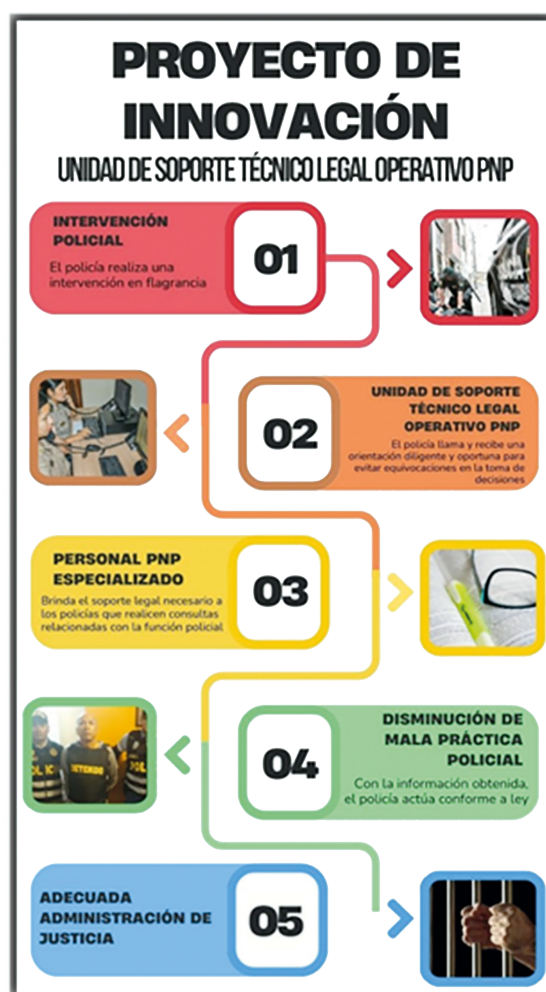 PROYECTO DE
INNOVACIÓN
UNIDAD DE SOPORTE TÉCNICO LEGAL OPERATIVO PNP
INTERVENCIÓN
POLICIAL
El policía realiza una
intervención en flagrancia
01
UNIDAD DE SOPORTE
TÉCNICO LEGAL
OPERATIVO PNP
El policía llama y recibe una
orientación diligente y oportuna para
evitar equivocaciones en la toma de
decisiones
02
PERSONAL PNP
ESPECIALIZADO
Brinda el soporte legal necesario a
los policías que realicen consultas
relacionadas con la función policial
03
DISMINUCIÓN DE
MALA PRÁCTICA
POLICIAL
Con la información obtenida,
el policía actúa conforme a ley
04
DETENIDO
ADECUADA
ADMINISTRACIÓN DE
JUSTICIA
05